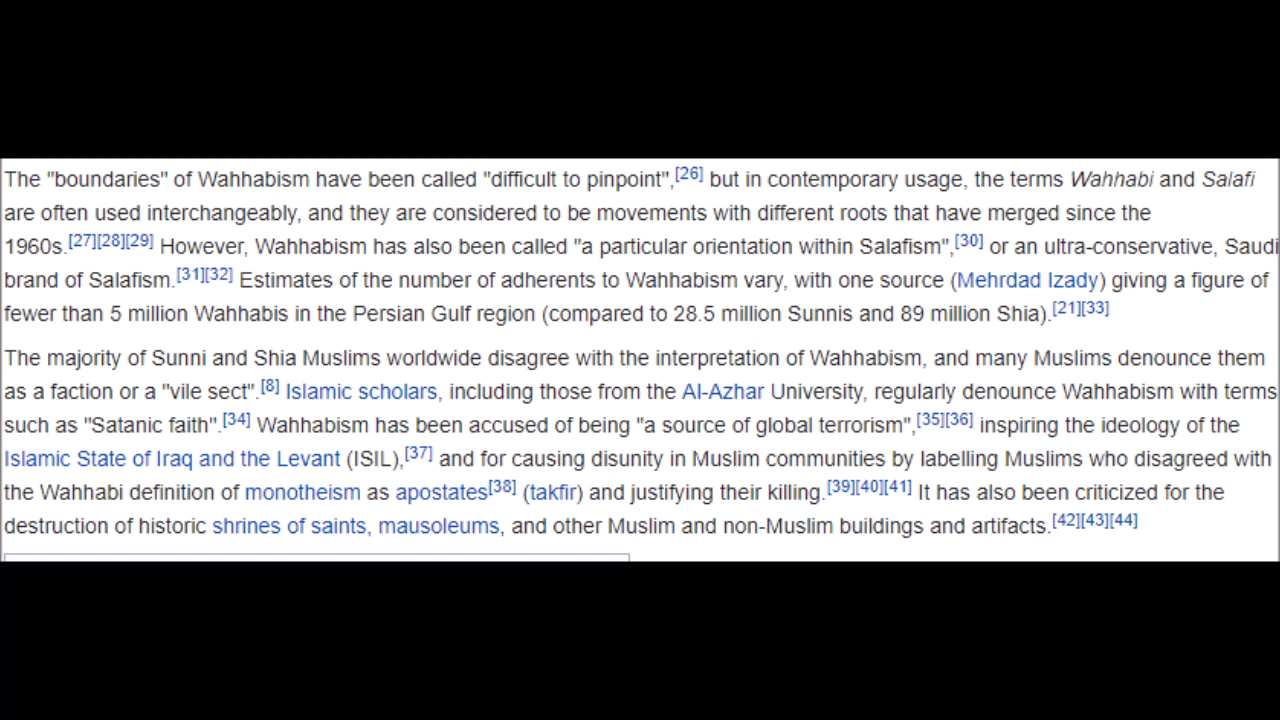 The "boundaries" of Wahhabism have been called "difficult to pinpoint",[26] but in contemporary usage, the terms Wahhabi and Salafi
are often used interchangeably, and they are considered to be movements with different roots that have merged since the
1960s.[27][28][29] However, Wahhabism has also been called "a particular orientation within Salafism",[30] or an ultra-conservative, Saudi
brand of Salafism.[31][32] Estimates of the number of adherents to Wahhabism vary, with one source (Mehrdad Izady) giving a figure of
fewer than 5 million Wahhabis in the Persian Gulf region (compared to 28.5 million Sunnis and 89 million Shia).[21][33]
The majority of Sunni and Shia Muslims worldwide disagree with the interpretation of Wahhabism, and many Muslims denounce them
as a faction or a "vile sect".[8] Islamic scholars, including those from the Al-Azhar University, regularly denounce Wahhabism with terms
such as "Satanic faith".[34] Wahhabism has been accused of being "a source of global terrorism",[35][36] inspiring the ideology of the
Islamic State of Iraq and the Levant (ISIL),[37] and for causing disunity in Muslim communities by labelling Muslims who disagreed with
the Wahhabi definition of monotheism as apostates[38] (takfir) and justifying their killing.[39][40][41] It has also been criticized for the
destruction of historic shrines of saints, mausoleums, and other Muslim and non-Muslim buildings and artifacts.[42][43][44]